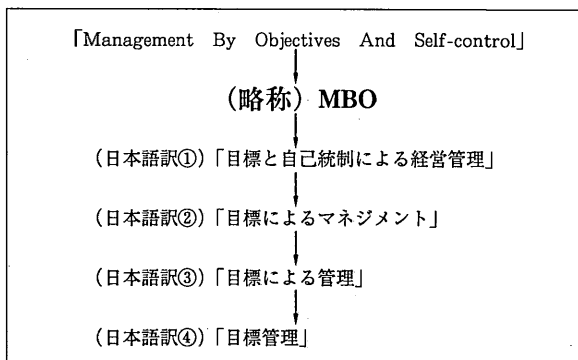 「Management By Objectives And Self-control」
(略称) MBO
(日本語訳①)「目標と自己統制による経営管理」
(日本語訳②)「目標によるマネジメント」
(日本語訳③)「目標による管理」
(日本語訳④)「目標管理」